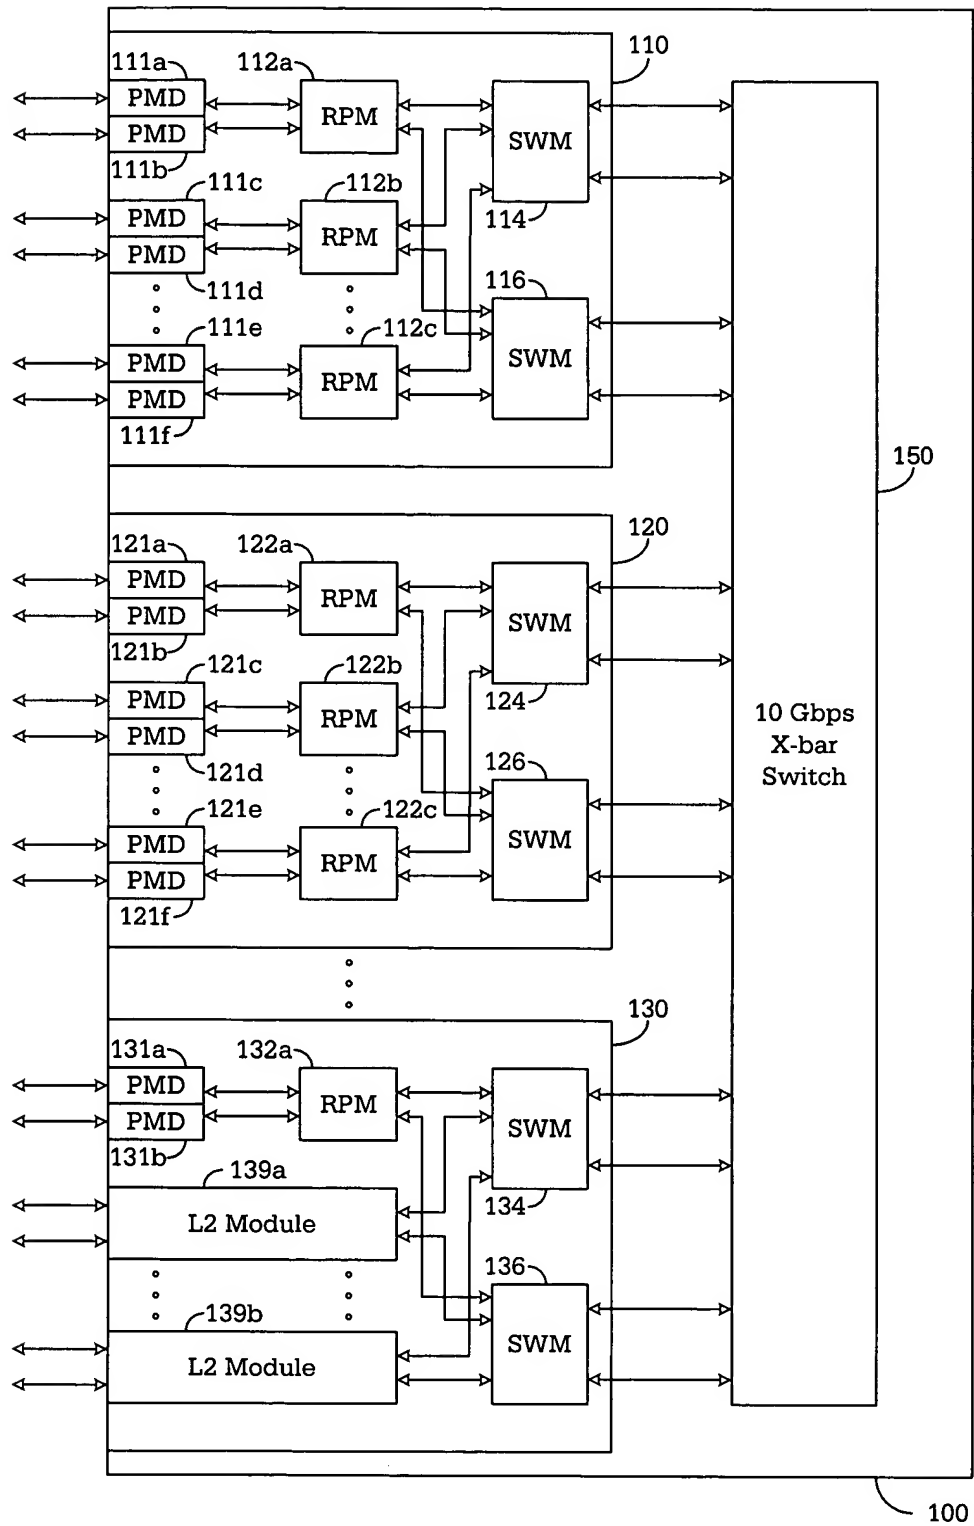 110
111a
112a
PMD
RPM
SWM
PMD
111b
111c
112b
114
PMD
RPM
PMD
111d
116
111e
112c
PMD
RPM
SWM
PMD
111f
150
120
121a
122a
PMD
RPM
SWM
PMD
121b
121c
122b
124
PMD
RPM
PMD
121d
126
121e
122c
PMD
RPM
SWM
PMD
121f
10 Gbps
X-bar
Switch
130
131a
132a
PMD
RPM
SWM
PMD
131b
139a
134
L2 Module
136
139b
L2 Module
SWM
100